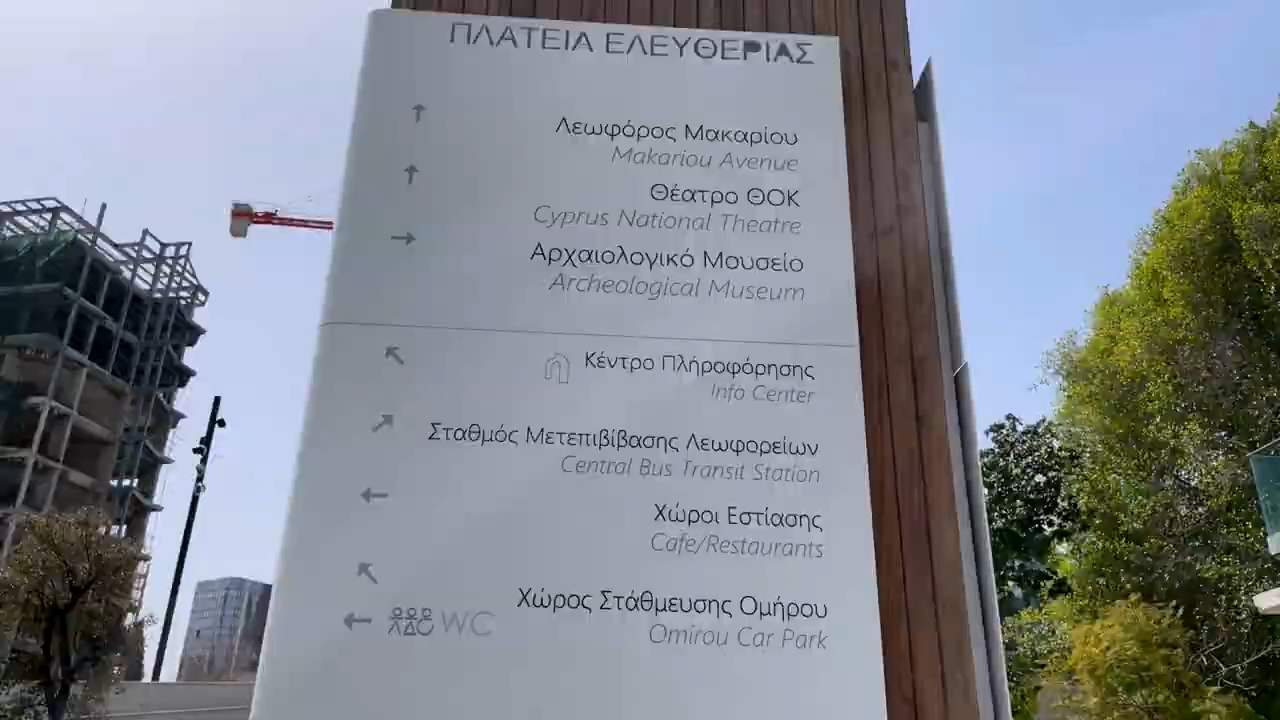 ΠΛΑΤΕΙΑ ΕΛΕΥΘΕΡΙΑΣ
Λεωφόρος Μακαρίου
Makariou Avenue
Θέατρο ΘΟΚ
Cyprus National Theatre
Αρχαιολογικό Μουσείο
Archeological Museum
Κέντρο Πλήροφόρησης
Info Center
Σταθμός Μετεπιβίβασης Λεωφορείων
Central Bus Transit Station
Χώροι Εστίασης
Cafe/Restaurants
Χώρος Στάθμευσης Ομήρου
Omirou Car Park
WC